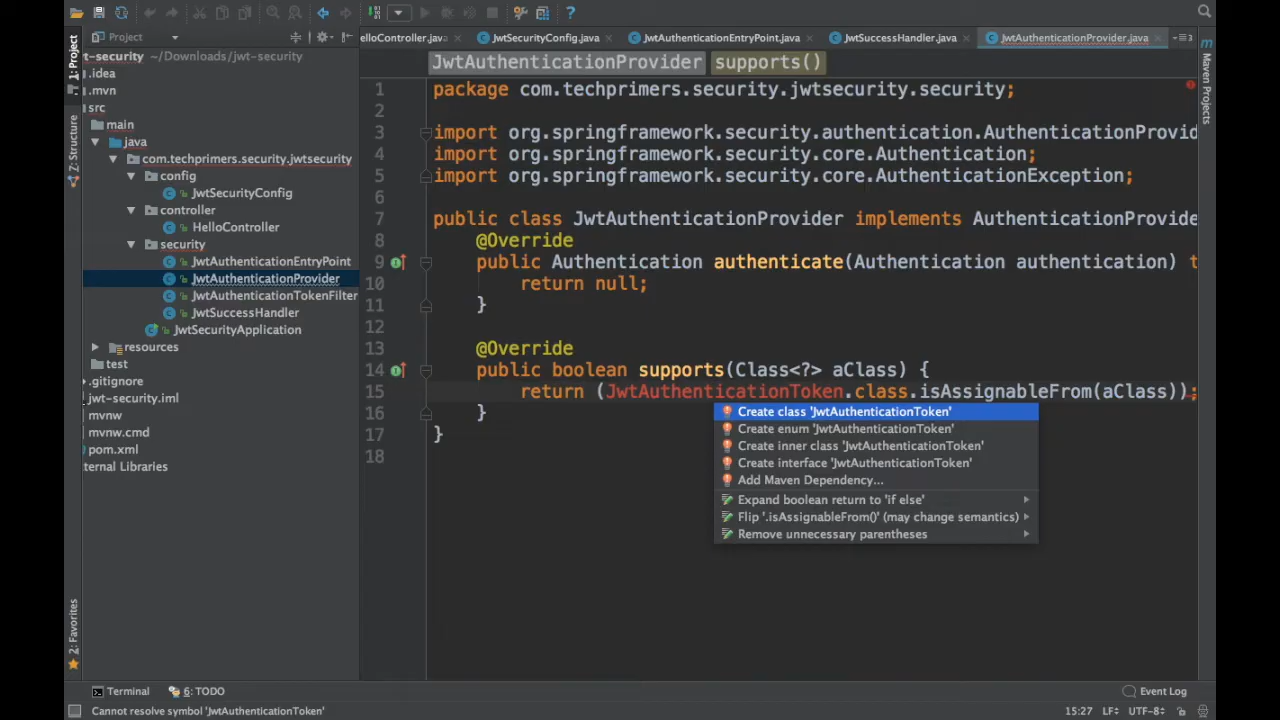 elloController.java
JwtSecurityConfig.java
JwtAuthenticationEntryPoint.java
JwtSuccessHandler.java
JwtAuthenticationProvider.java
Project
JwtAuthenticationProvider supports()
1: Project
Z: Structure
2: Favorites
Maven Projects
jwt-security ~/Downloads/jwt-security
.idea
.mvn
src
main
java
com.techprimers.security.jwtsecurity
config
JwtSecurityConfig
controller
HelloController
security
JwtAuthenticationEntryPoint
JwtAuthenticationProvider
JwtAuthenticationTokenFilter
JwtSuccessHandler
JwtSecurityApplication
resources
test
.gitignore
jwt-security.iml
mvnw
mvnw.cmd
pom.xml
ternal Libraries
1 package com.techprimers.security.jwtsecurity.security;
2
3 import org.springframework.security.authentication.AuthenticationProvid
4 import org.springframework.security.core.Authentication;
5 import org.springframework.security.core.AuthenticationException;
6
7 public class JwtAuthenticationProvider implements AuthenticationProvide
8 @Override
9 public Authentication authenticate(Authentication authentication) t
10 return null;
11 }
12
13 @Override
14 public boolean supports(Class<?> aClass) {
15 return (JwtAuthenticationToken.class.isAssignableFrom(aClass));
16 }
17 }
18
Create class 'JwtAuthenticationToken'
Create enum 'JwtAuthenticationToken'
Create inner class 'JwtAuthenticationToken'
Create interface 'JwtAuthenticationToken'
Add Maven Dependency...
Expand boolean return to 'if else'
Flip '.isAssignableFrom()' (may change semantics)
Remove unnecessary parentheses
Terminal
6: TODO
Event Log
Cannot resolve symbol 'JwtAuthenticationToken'
15:27 LF UTF-8